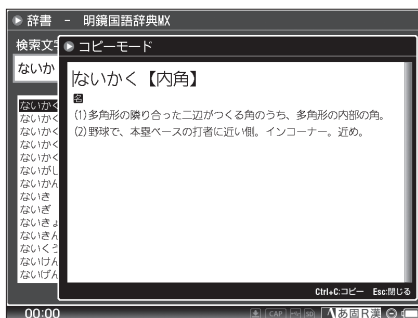 辞書 － 明鏡国語辞典MX
検索文字
コピーモード
ないか
ないかく【内角】
名
(1)多角形の隣り合った二辺がつくる角のうち、多角形の内部の角。
(2)野球で、本塁ベースの打者に近い側。インコーナー。近め。
ないかく
ないかく
ないかく
ないかく
ないかく
ないがし
ないかん
ないき
ないぎ
ないきょ
ないきん
ないくう
ないけん
ないげん
Ctrl+C:コピー Esc:閉じる
00:00
CAP
SD
あ固R漢